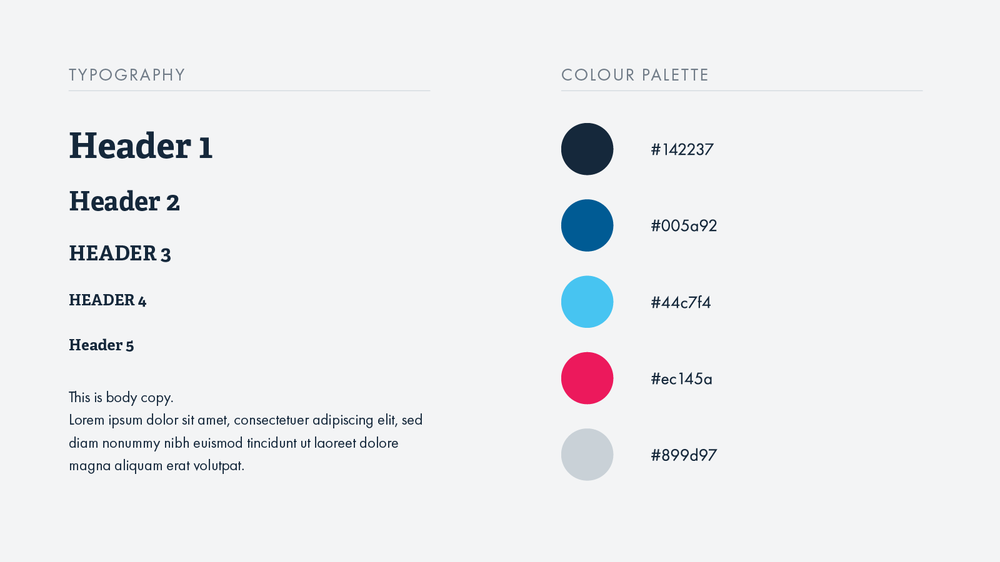 TYPOGRAPHY
Header 1
Header 2
HEADER 3
HEADER 4
Header 5
This is body copy.
Lorem ipsum dolor sit amet, consectetuer adipiscing elit, sed
diam nonummy nibh euismod tincidunt ut laoreet dolore
magna aliquam erat volutpat.
COLOUR PALETTE
#142237
#005a92
#44c7f4
#ec145a
#899d97